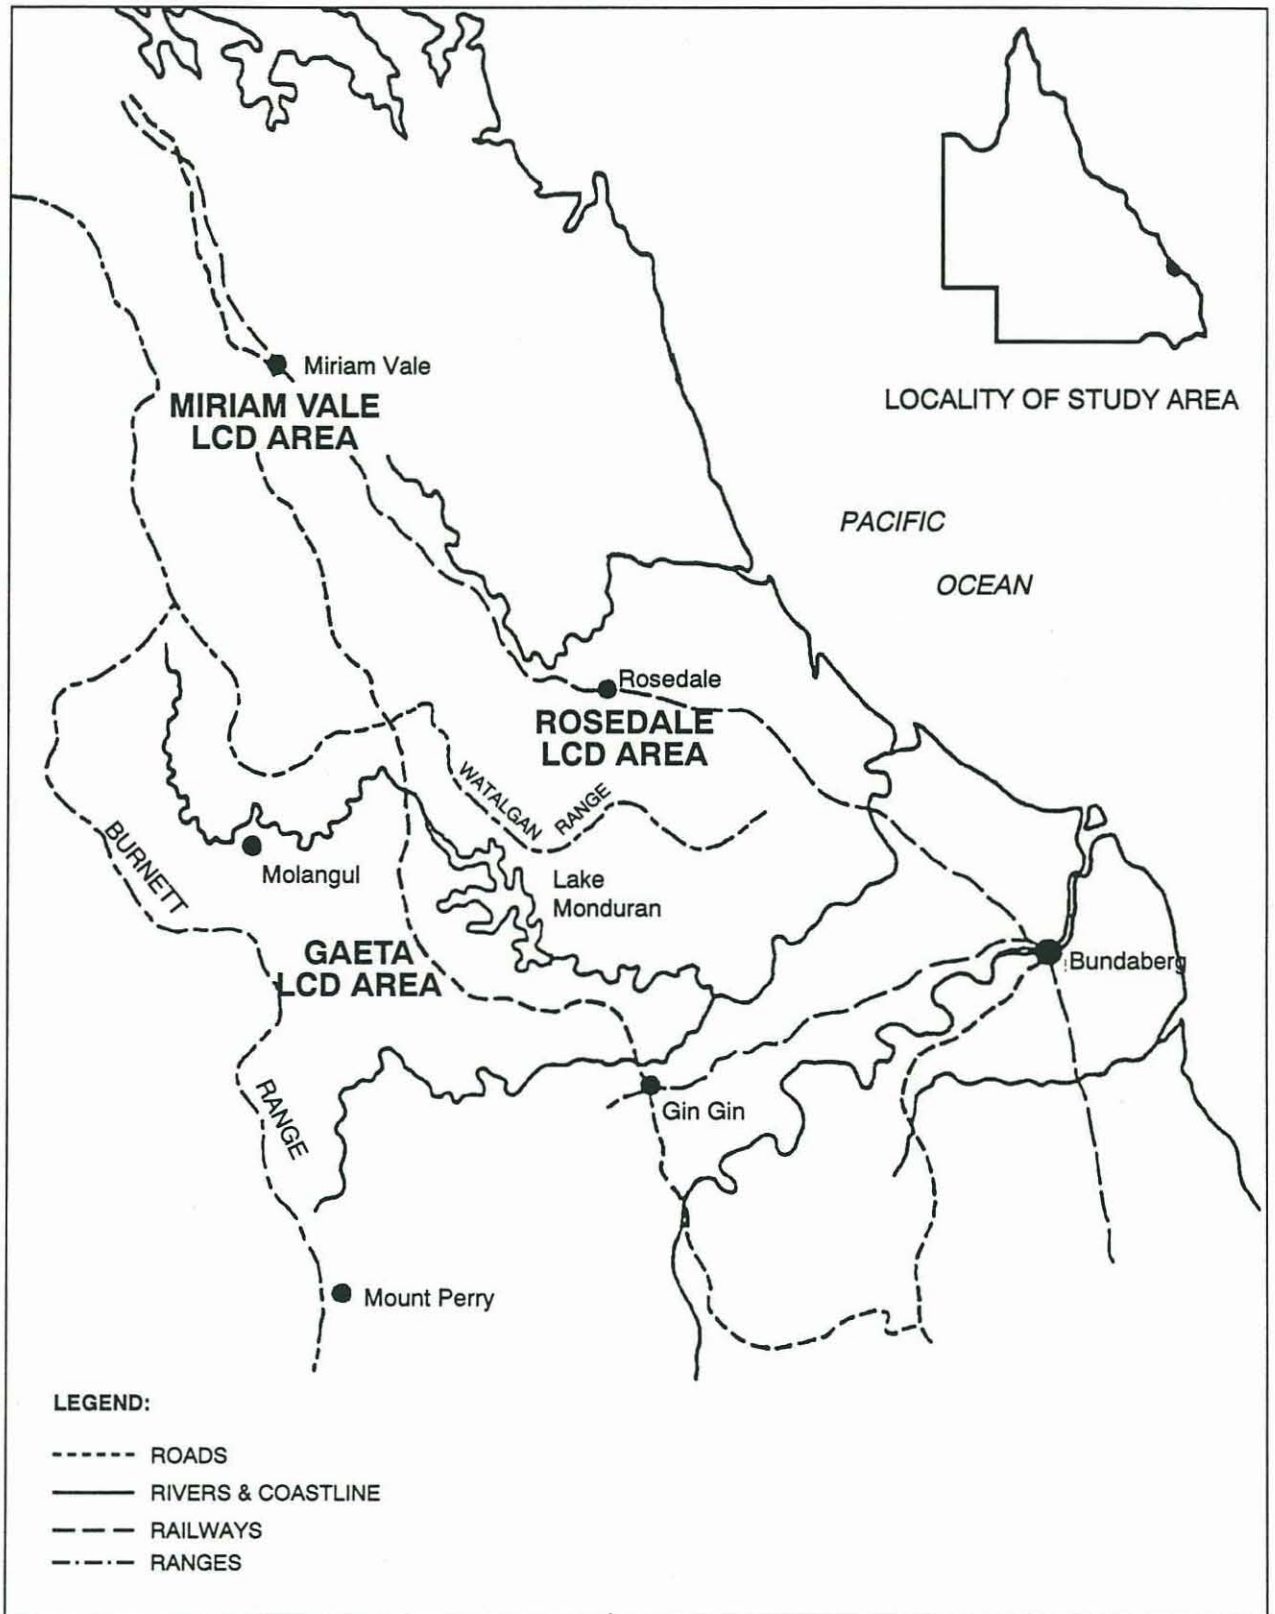 Miriam Vale
MIRIAM VALE
LCD AREA
LOCALITY OF STUDY AREA
PACIFIC
OCEAN
Rosedale
ROSEDALE
LCD AREA
WATALGAN RANGE
BURNETT
Molangul
Lake
Monduran
GAETA
LCD AREA
Bundaberg
Gin Gin
RANGE
Mount Perry
LEGEND:
ROADS
RIVERS & COASTLINE
RAILWAYS
RANGES